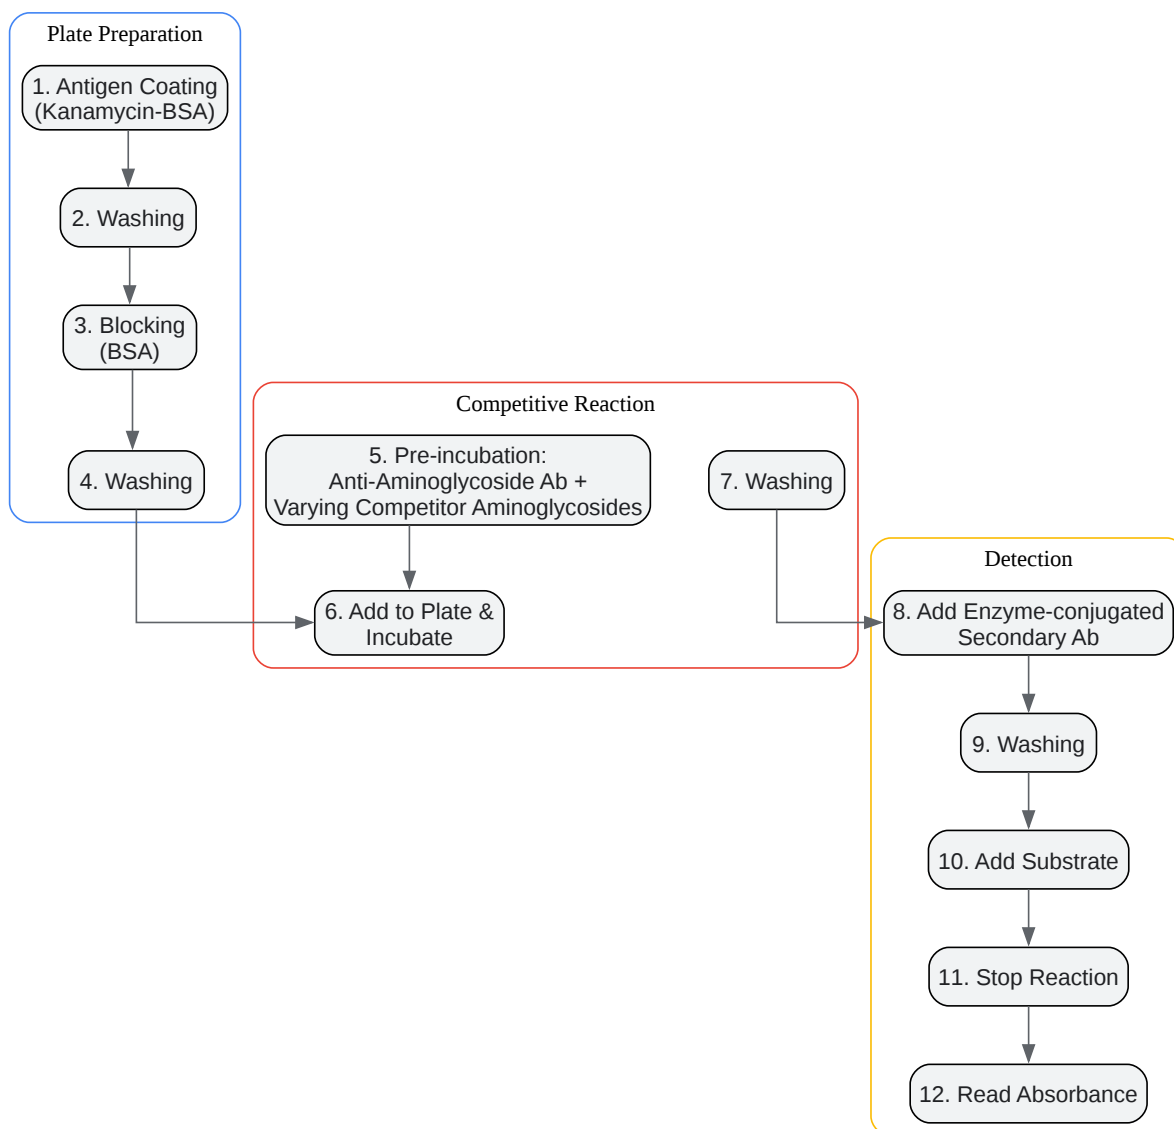 Plate Preparation
1. Antigen Coating
(Kanamycin-BSA)
2. Washing
3. Blocking
(BSA)
4. Washing
Competitive Reaction
5. Pre-incubation:
Anti-Aminoglycoside Ab +
Varying Competitor Aminoglycosides
6. Add to Plate &
Incubate
7. Washing
Detection
8. Add Enzyme-conjugated
Secondary Ab
9. Washing
10. Add Substrate
11. Stop Reaction
12. Read Absorbance